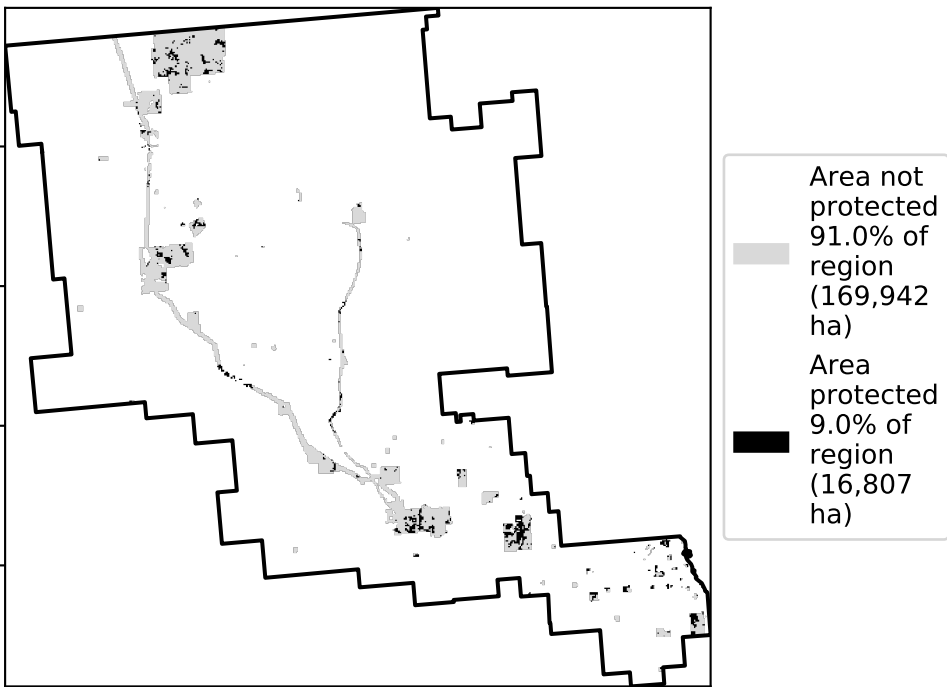 Area not
protected
91.0% of
region
(169,942
ha)
Area
protected
9.0% of
region
(16,807
ha)